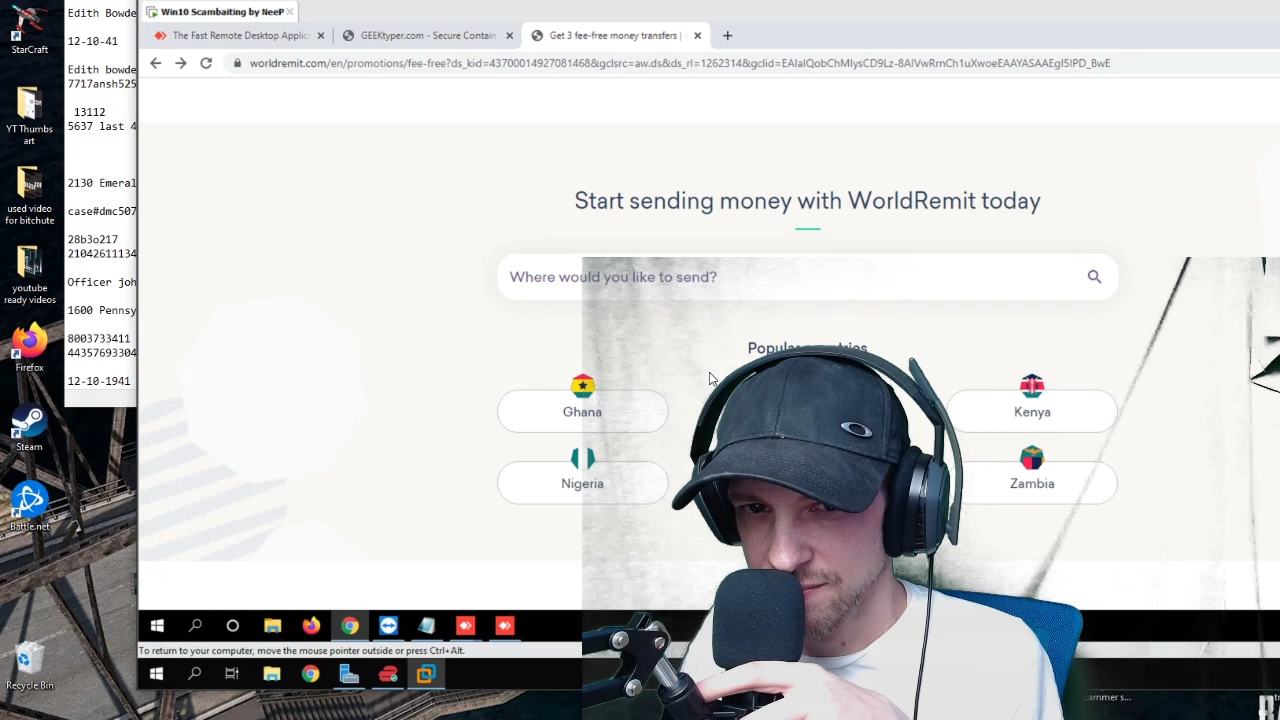 StarCraft
YT Thumbs
art
used video
for bitchute
youtube
ready videos
Firefox
Steam
Battle.net
Recycle Bin
Edith Bowde
12-10-41
Edith bowde
7717ansh525
13112
5637 last 4
2130 Emeral
case#dmc507
28b3o217
21042611134
Officer joh
1600 Pennsy
8003733411
44357693304
12-10-1941
Win10 Scambaiting by NeeP
The Fast Remote Desktop Applic
GEEKtyper.com - Secure Contain
Get 3 fee-free money transfers |
worldremit.com/en/promotions/fee-free?ds_kid=43700014927081468&gclsrc=aw.ds&ds_rl=1262314&gclid=EAIaIQobChMIysCD9Lz-8AIVwRrnCh1uXwoeEAAYASAAEgI5IPD_BwE
Start sending money with WorldRemit today
Where would you like to send?
Popular countries
Ghana
Kenya
Nigeria
Zambia
To return to your computer, move the mouse pointer outside or press Ctrl+Alt.